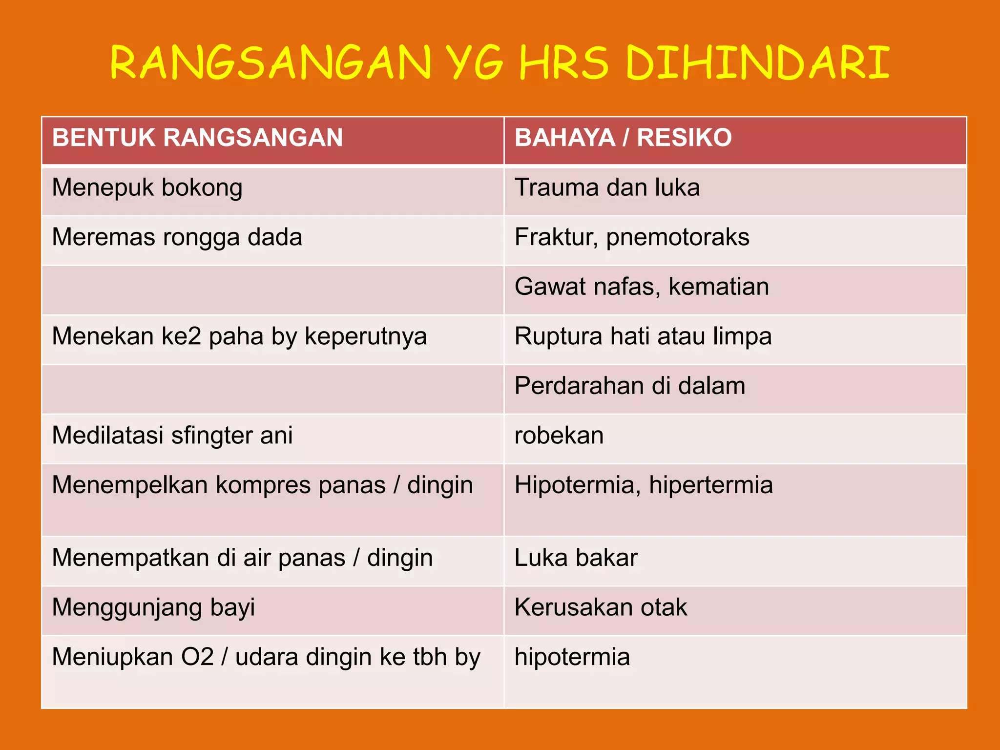 RANGSANGAN YG HRS DIHINDARI
BENTUK RANGSANGAN BAHAYA / RESIKO
Menepuk bokong Trauma dan luka
Meremas rongga dada Fraktur, pnemotoraks
Gawat nafas, kematian
Menekan ke2 paha by keperutnya Ruptura hati atau limpa
Perdarahan di dalam
Medilatasi sfingter ani robekan
Menempelkan kompres panas / dingin Hipotermia, hipertermia
Menempatkan di air panas / dingin Luka bakar
Menggunjang bayi Kerusakan otak
Meniupkan O2 / udara dingin ke tbh by hipotermia